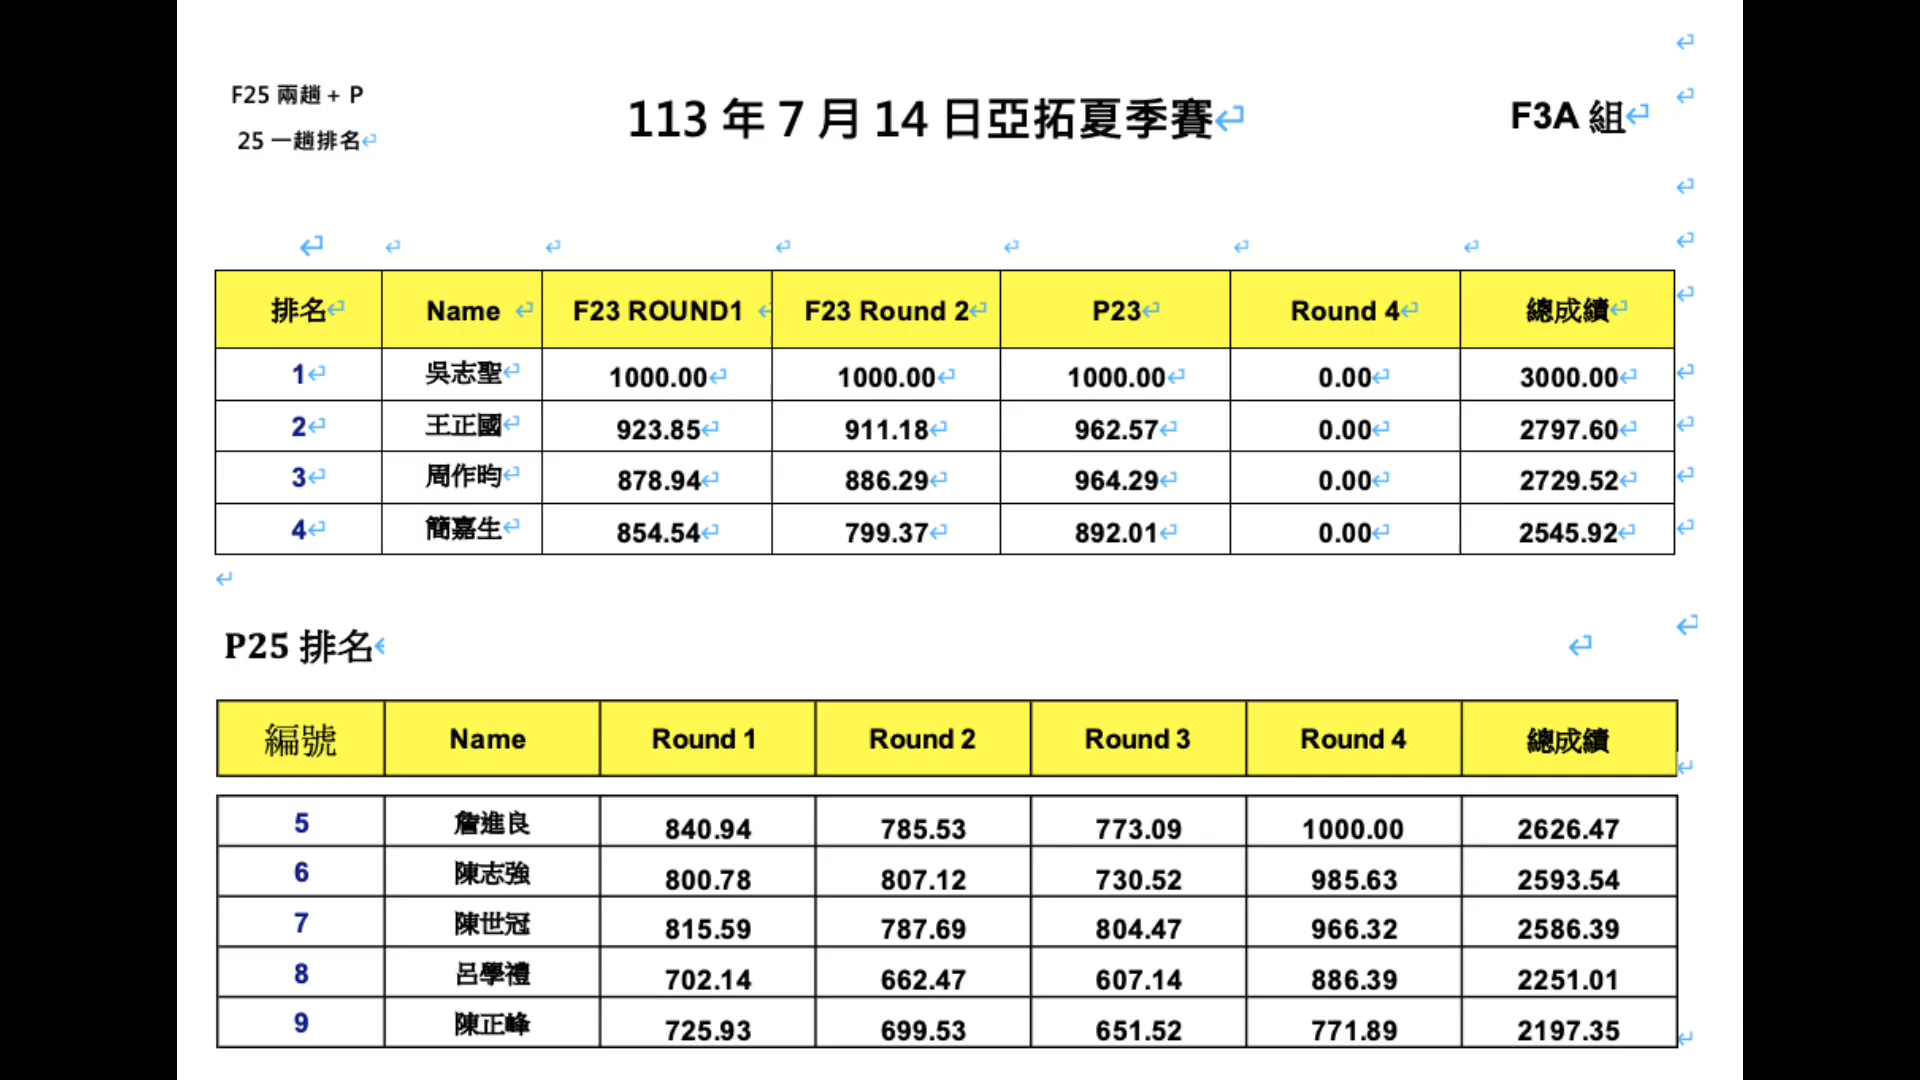 F25 兩趟 + P
25 一趟排名
113 年 7 月 14 日亞拓夏季賽
F3A 組
排名 Name F23 ROUND1 F23 Round 2 P23 Round 4 總成績
1 吳志聖 1000.00 1000.00 1000.00 0.00 3000.00
2 王正國 923.85 911.18 962.57 0.00 2797.60
3 周作昀 878.94 886.29 964.29 0.00 2729.52
4 簡嘉生 854.54 799.37 892.01 0.00 2545.92
P25 排名
編號 Name Round 1 Round 2 Round 3 Round 4 總成績
5 詹進良 840.94 785.53 773.09 1000.00 2626.47
6 陳志強 800.78 807.12 730.52 985.63 2593.54
7 陳世冠 815.59 787.69 804.47 966.32 2586.39
8 呂學禮 702.14 662.47 607.14 886.39 2251.01
9 陳正峰 725.93 699.53 651.52 771.89 2197.35